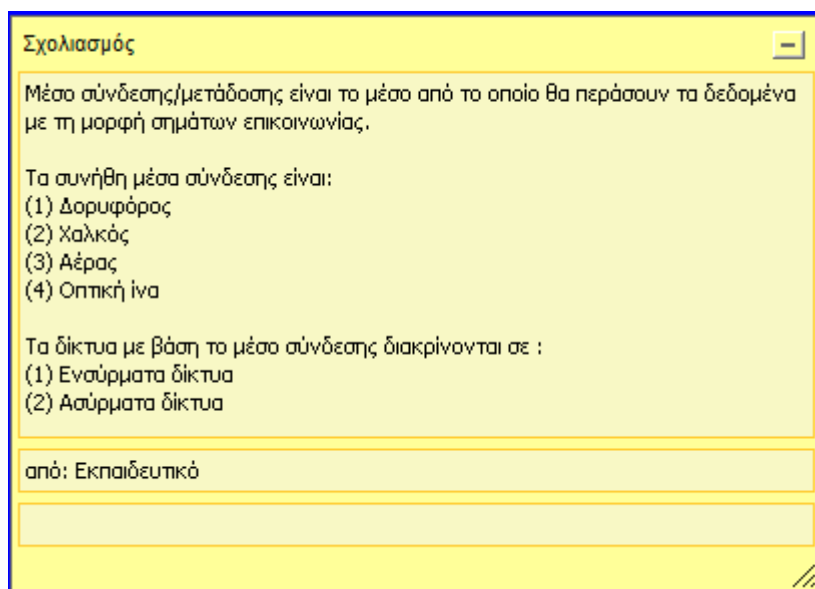 Σχολιασμός
Μέσο σύνδεσης/μετάδοσης είναι το μέσο από το οποίο θα περάσουν τα δεδομένα
με τη μορφή σημάτων επικοινωνίας.
Τα συνήθη μέσα σύνδεσης είναι:
(1) Δορυφόρος
(2) Χαλκός
(3) Αέρας
(4) Οπτική ίνα
Τα δίκτυα με βάση το μέσο σύνδεσης διακρίνονται σε :
(1) Ενσύρματα δίκτυα
(2) Ασύρματα δίκτυα
από: Εκπαιδευτικό